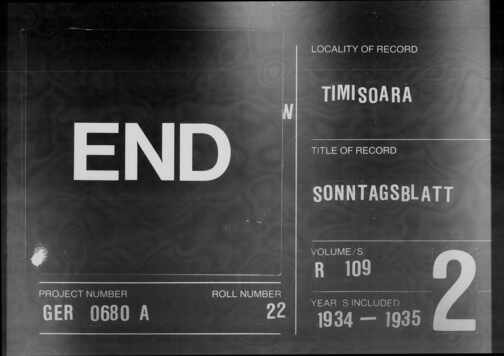 END
N
PROJECT NUMBER
GER 0680 A
ROLL NUMBER
22
LOCALITY OF RECORD
TIMISOARA
TITLE OF RECORD
SONNTAGSBLATT
VOLUME/S
R 109
YEAR S INCLUDED
1934 — 1935
2